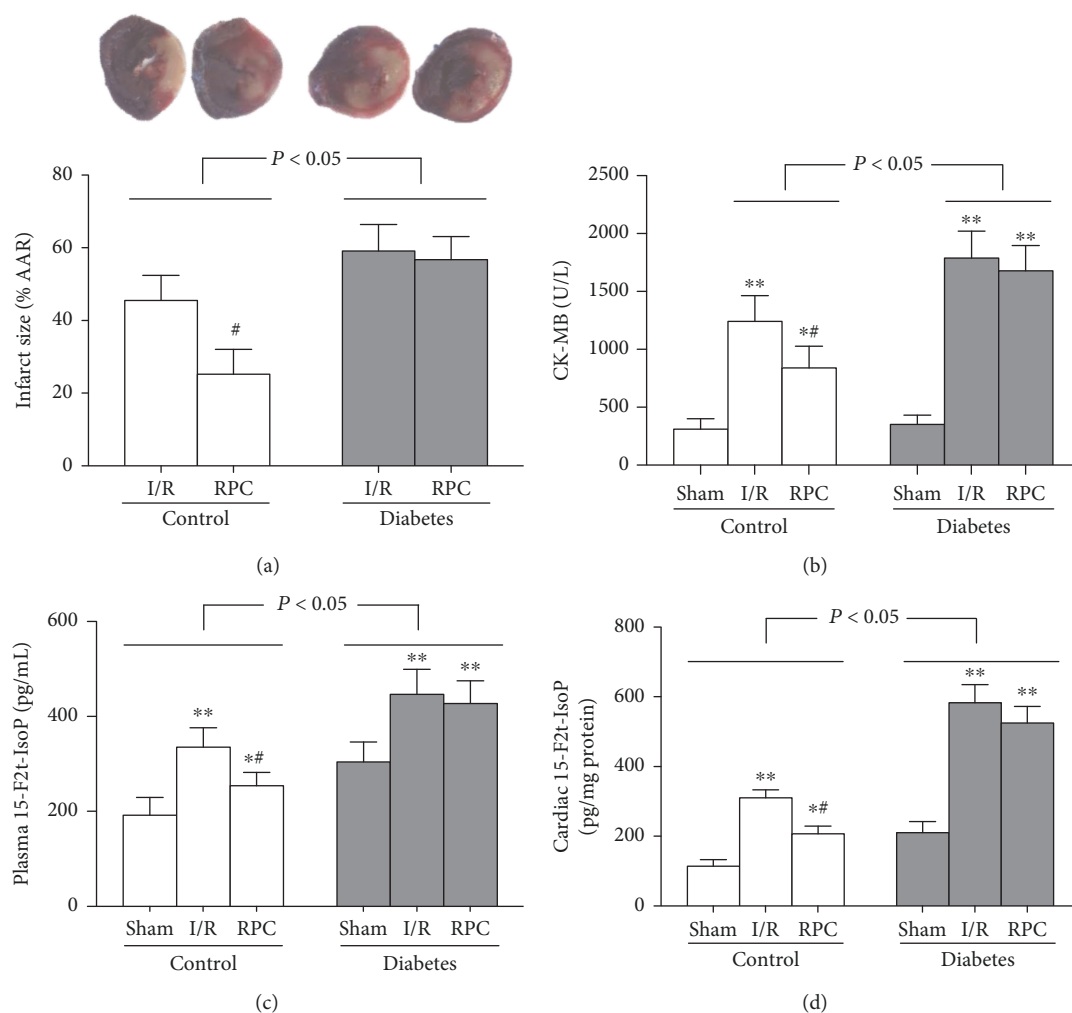 P < 0.05
80
60
40
20
0
Infarct size (% AAR)
#
I/R RPC I/R RPC
Control Diabetes
(a)
P < 0.05
2500
2000
1500
1000
500
0
CK-MB (U/L)
** *# ** **
Sham I/R RPC Sham I/R RPC
Control Diabetes
(b)
P < 0.05
600
400
200
0
Plasma 15-F2t-IsoP (pg/mL)
** *# ** **
Sham I/R RPC Sham I/R RPC
Control Diabetes
(c)
P < 0.05
800
600
400
200
0
Cardiac 15-F2t-IsoP
(pg/mg protein)
** *# ** **
Sham I/R RPC Sham I/R RPC
Control Diabetes
(d)